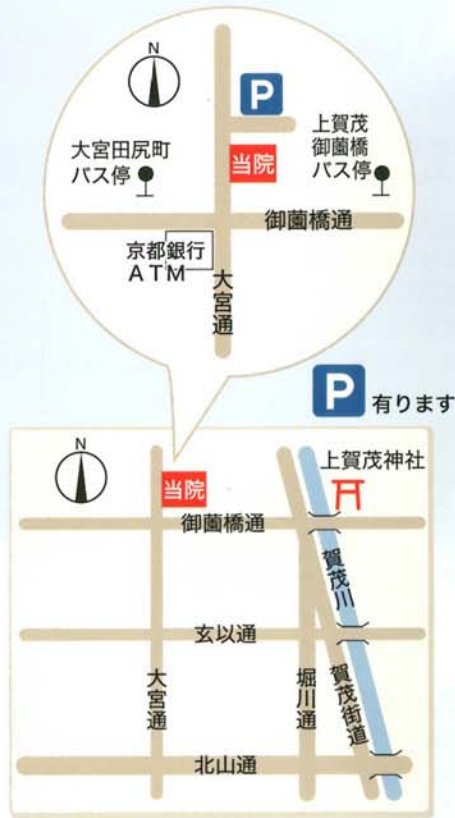 N
P
大宮田尻町
バス停
当院
上賀茂
御薗橋
バス停
御薗橋通
京都銀行
ATM
大宮通
P 有ります
N
当院
上賀茂神社
御薗橋通
賀茂川
玄以通
大宮通
堀川通
賀茂街道
北山通